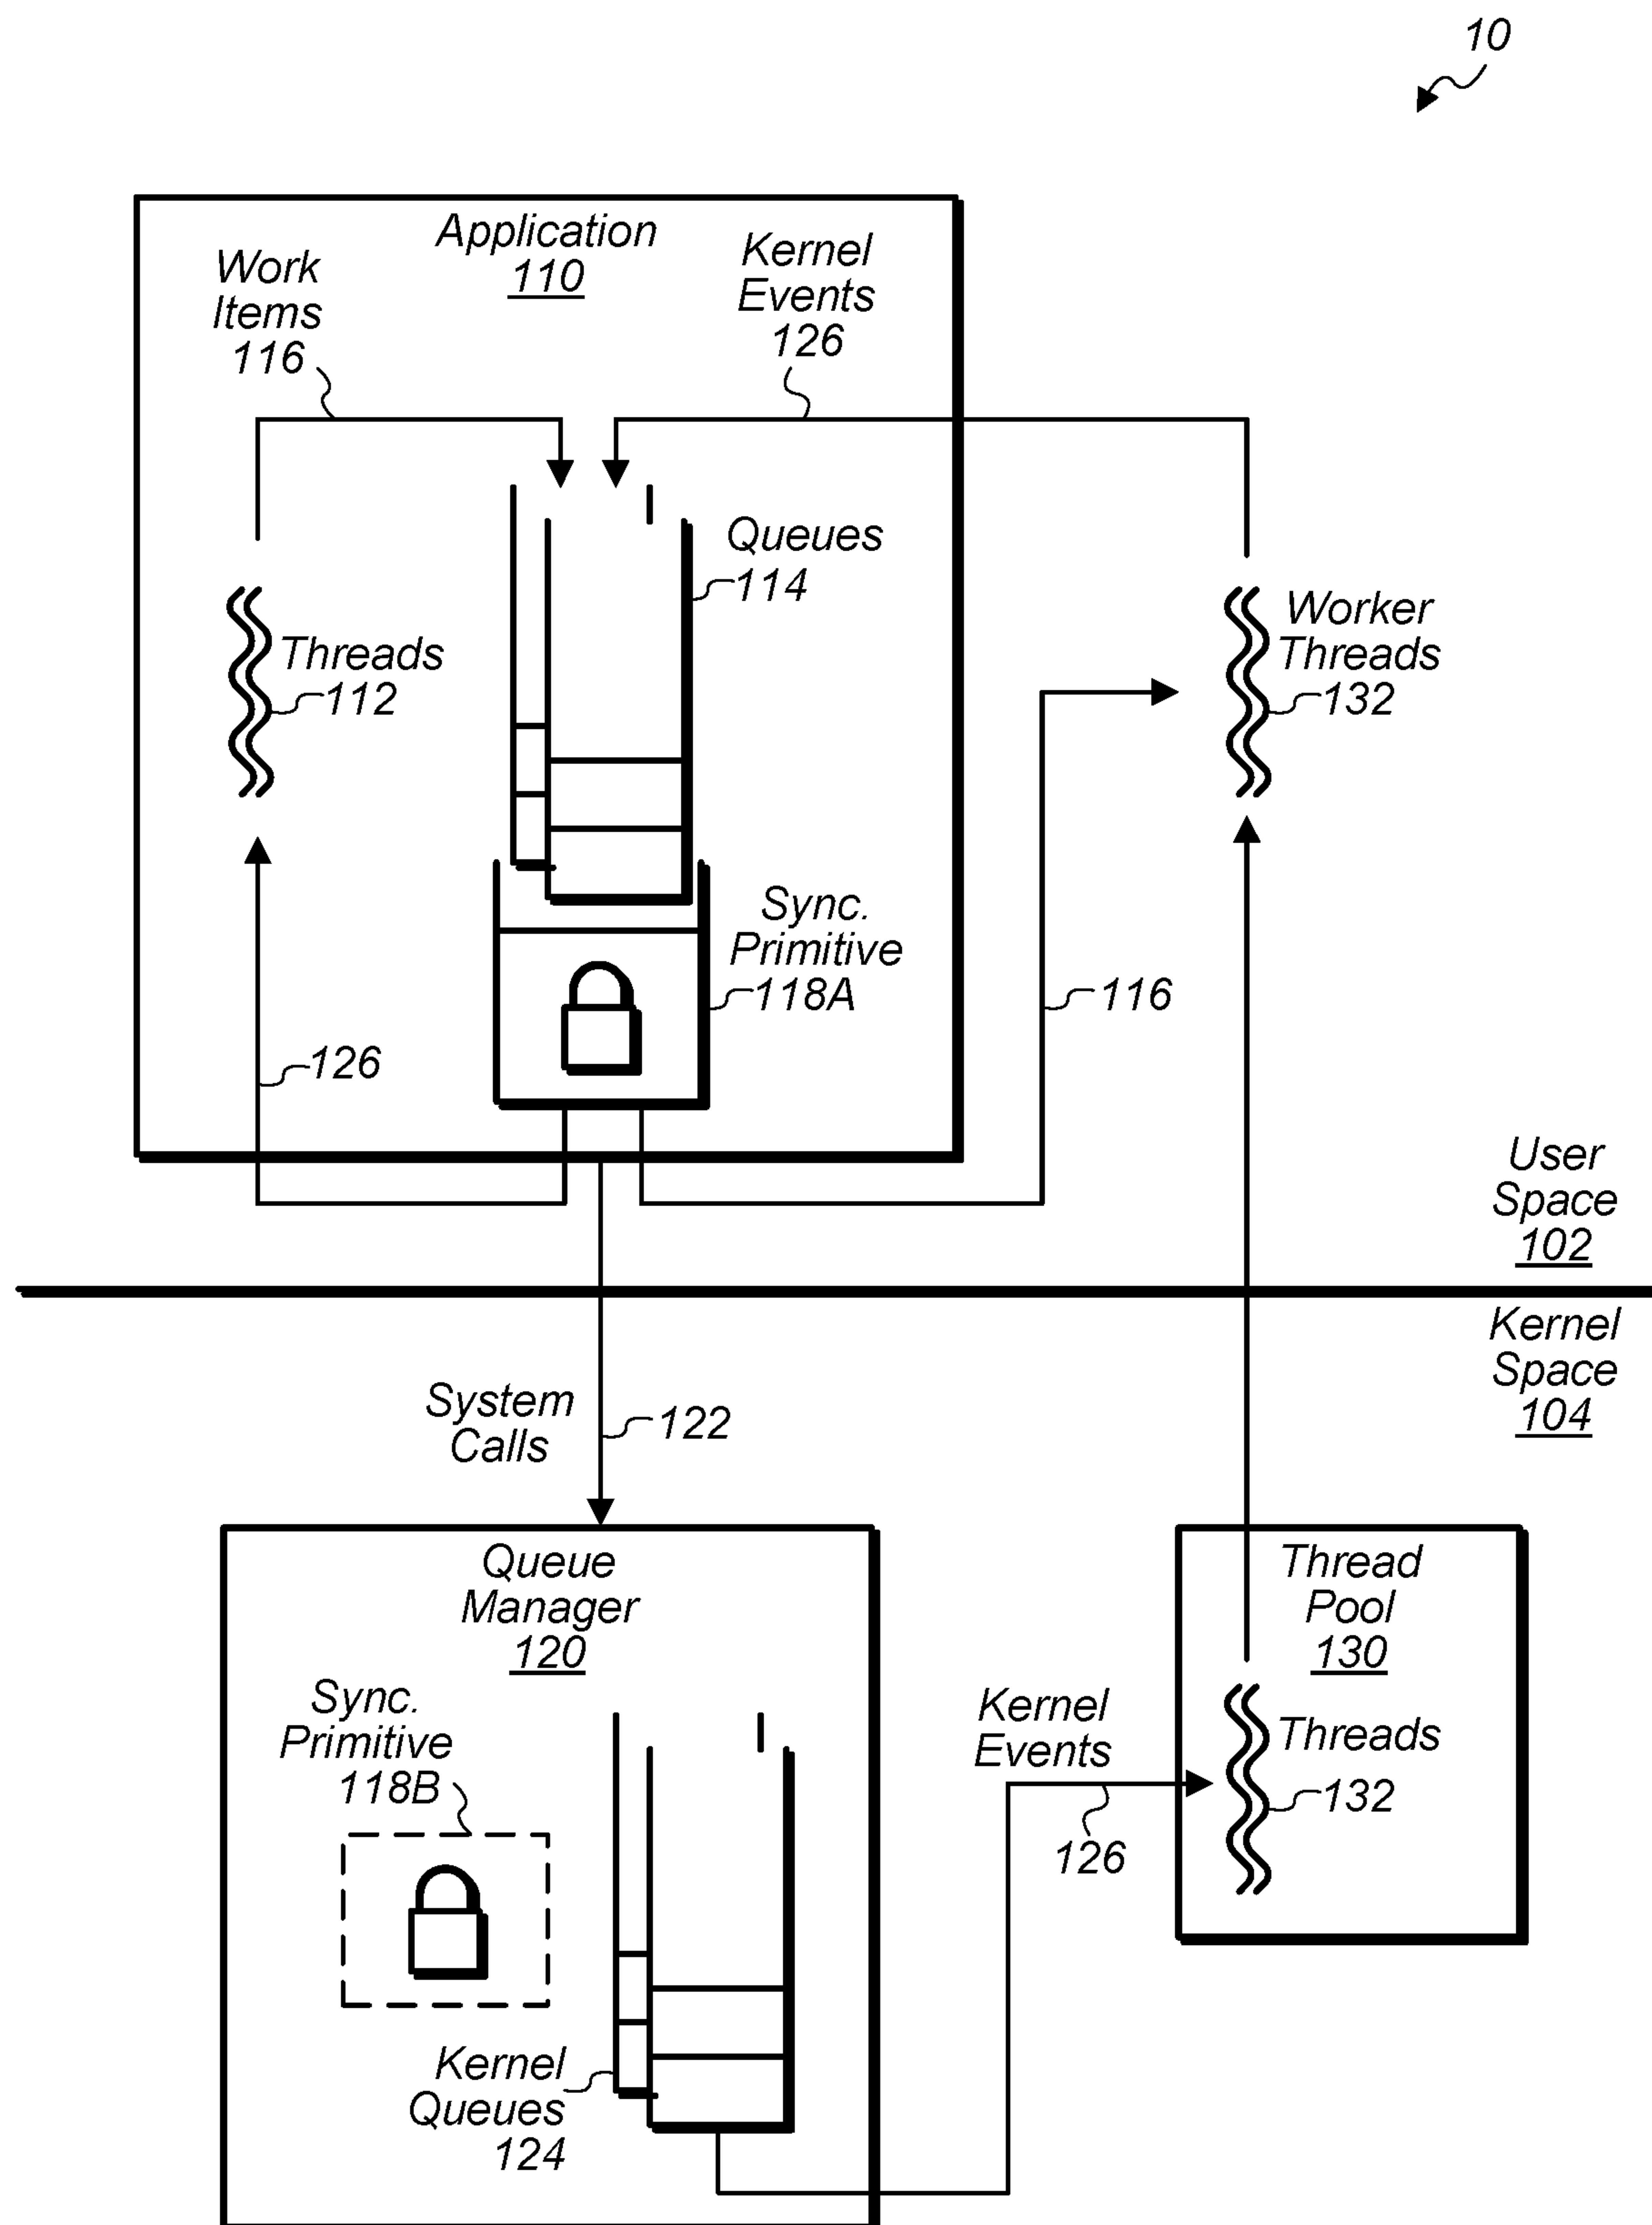 10
Application
110
Work
Items
116
Kernel
Events
126
Queues
114
Threads
112
Worker
Threads
132
Sync.
Primitive
118A
116
126
User
Space
102
Kernel
Space
104
System
Calls
122
Queue
Manager
120
Thread
Pool
130
Sync.
Primitive
118B
Kernel
Events
126
Threads
132
Kernel
Queues
124